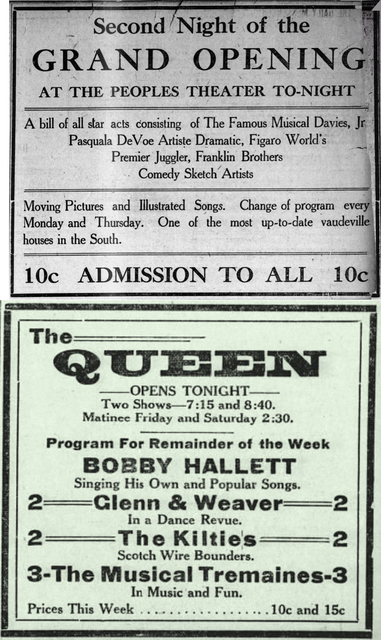 Second Night of the
GRAND OPENING
AT THE PEOPLES THEATER TO-NIGHT
A bill of all star acts consisting of The Famous Musical Davies, Jr
Pasquala DeVoe Artiste Dramatic, Figaro World's
Premier Juggler, Franklin Brothers
Comedy Sketch Artists
Moving Pictures and Illustrated Songs. Change of program every
Monday and Thursday. One of the most up-to-date vaudeville
houses in the South.
10c ADMISSION TO ALL 10c
The
QUEEN
OPENS TONIGHT
Two Shows—7:15 and 8:40.
Matinee Friday and Saturday 2:30.
Program For Remainder of the Week
BOBBY HALLETT
Singing His Own and Popular Songs.
2—Glenn & Weaver—2
In a Dance Revue.
2—The Kilties—2
Scotch Wire Bounders.
3-The Musical Tremaines-3
In Music and Fun.
Prices This Week ..................10c and 15c